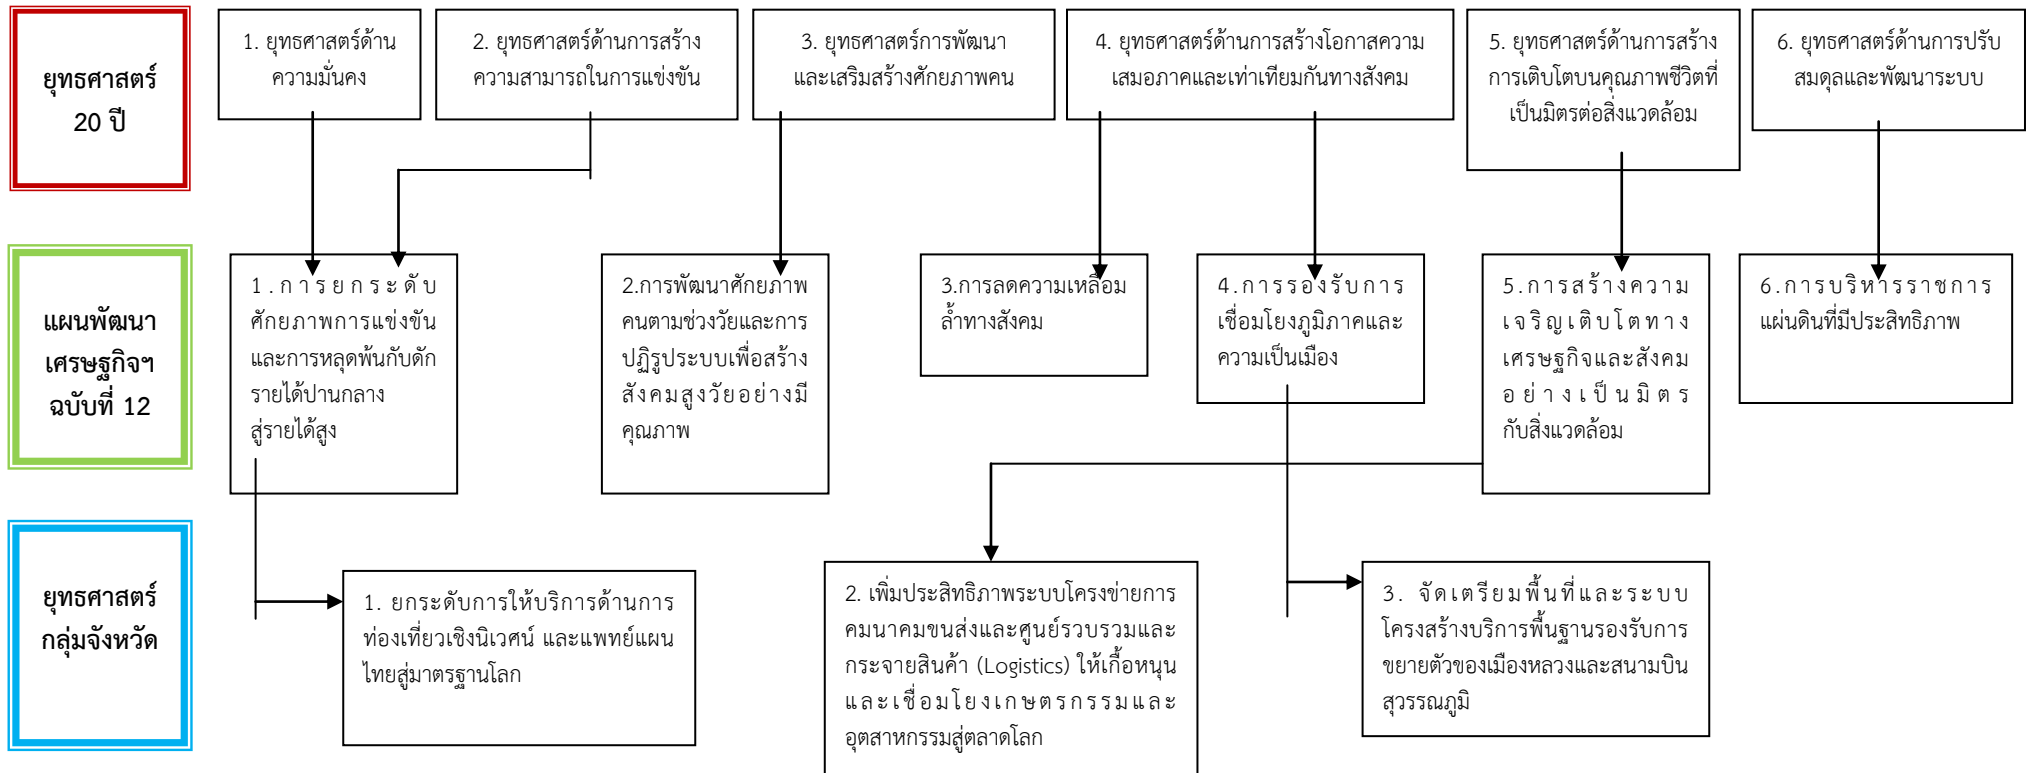 ยุทธศาสตร์
20 ปี
1. ยุทธศาสตร์ด้าน
ความมั่นคง
2. ยุทธศาสตร์ด้านการสร้าง
ความสามารถในการแข่งขัน
3. ยุทธศาสตร์การพัฒนา
และเสริมสร้างศักยภาพคน
4. ยุทธศาสตร์ด้านการสร้างโอกาสความ
เสมอภาคและเท่าเทียมกันทางสังคม
5. ยุทธศาสตร์ด้านการสร้าง
การเติบโตบนคุณภาพชีวิตที่
เป็นมิตรต่อสิ่งแวดล้อม
6. ยุทธศาสตร์ด้านการปรับ
สมดุลและพัฒนาระบบ
แผนพัฒนา
เศรษฐกิจฯ
ฉบับที่ 12
1.การยกระดับ
ศักยภาพการแข่งขัน
และการหลุดพ้นกับดัก
รายได้ปานกลาง
สู่รายได้สูง
2.การพัฒนาศักยภาพ
คนตามช่วงวัยและการ
ปฏิรูประบบเพื่อสร้าง
สังคมสูงวัยอย่างมี
คุณภาพ
3.การลดความเหลื่อม
ล้ำทางสังคม
4.การรองรับการ
เชื่อมโยงภูมิภาคและ
ความเป็นเมือง
5.การสร้างความ
เจริญเติบโตทาง
เศรษฐกิจและสังคม
อย่างเป็นมิตร
กับสิ่งแวดล้อม
6.การบริหารราชการ
แผ่นดินที่มีประสิทธิภาพ
ยุทธศาสตร์
กลุ่มจังหวัด
1. ยกระดับการให้บริการด้านการ
ท่องเที่ยวเชิงนิเวศน์ และแพทย์แผน
ไทยสู่มาตรฐานโลก
2. เพิ่มประสิทธิภาพระบบโครงข่ายการ
คมนาคมขนส่งและศูนย์รวบรวมและ
กระจายสินค้า (Logistics) ให้เกื้อหนุน
และเชื่อมโยงเกษตรกรรมและ
อุตสาหกรรมสู่ตลาดโลก
3. จัดเตรียมพื้นที่และระบบ
โครงสร้างบริการพื้นฐานรองรับการ
ขยายตัวของเมืองหลวงและสนามบิน
สุวรรณภูมิ